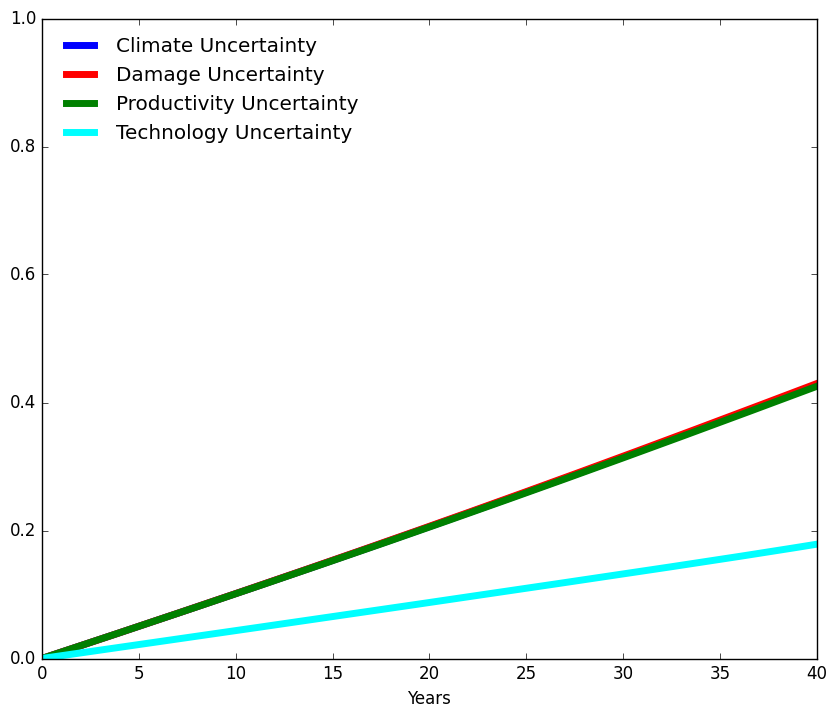 1.0
Climate Uncertainty
Damage Uncertainty
Productivity Uncertainty
Technology Uncertainty
0.8
0.6
0.4
0.2
0.0
0 5 10 15 20 25 30 35 40
Years